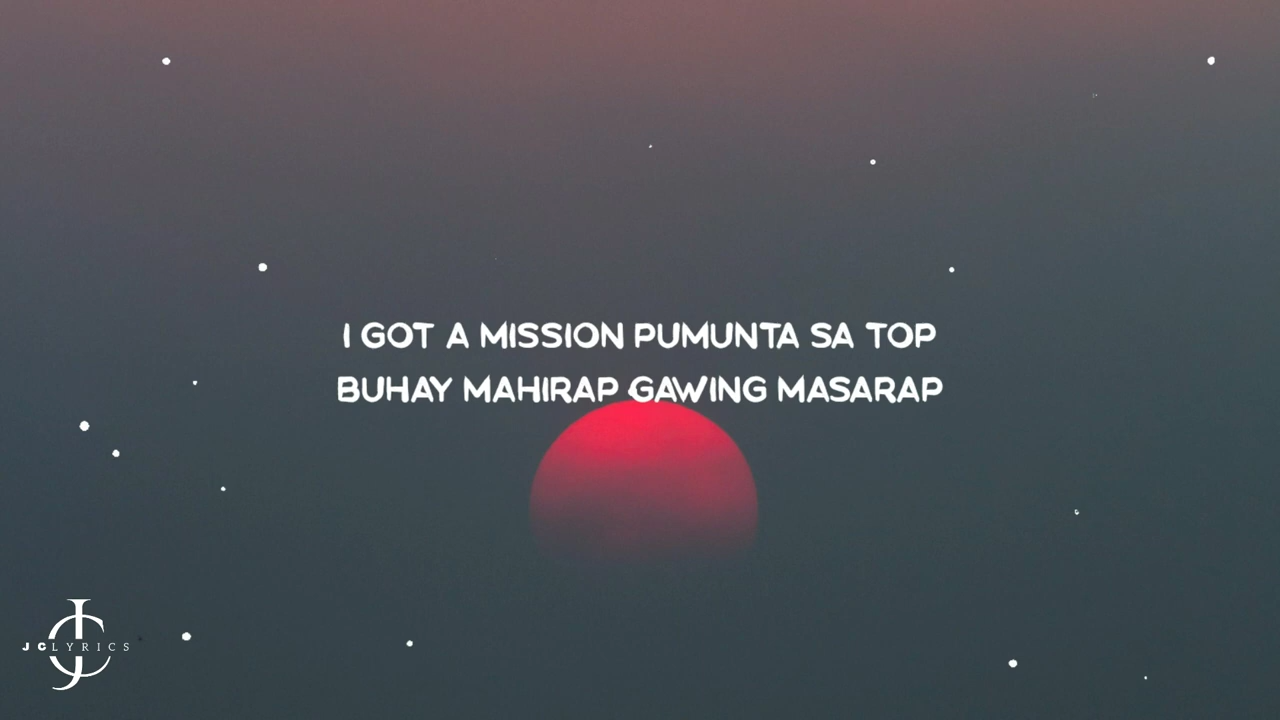 I GOT A MISSION PUMUNTA SA TOP
BUHAY MAHIRAP GAWING MASARAP
JC LYRICS